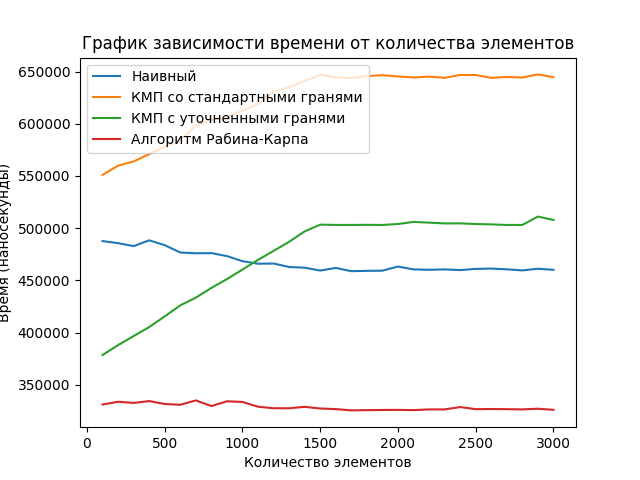 График зависимости времени от количества элементов
Наивный
КМП со стандартными гранями
КМП с уточненными гранями
Алгоритм Рабина-Карпа
650000
600000
550000
500000
450000
400000
350000
Время (наносекунды)
0 500 1000 1500 2000 2500 3000
Количество элементов